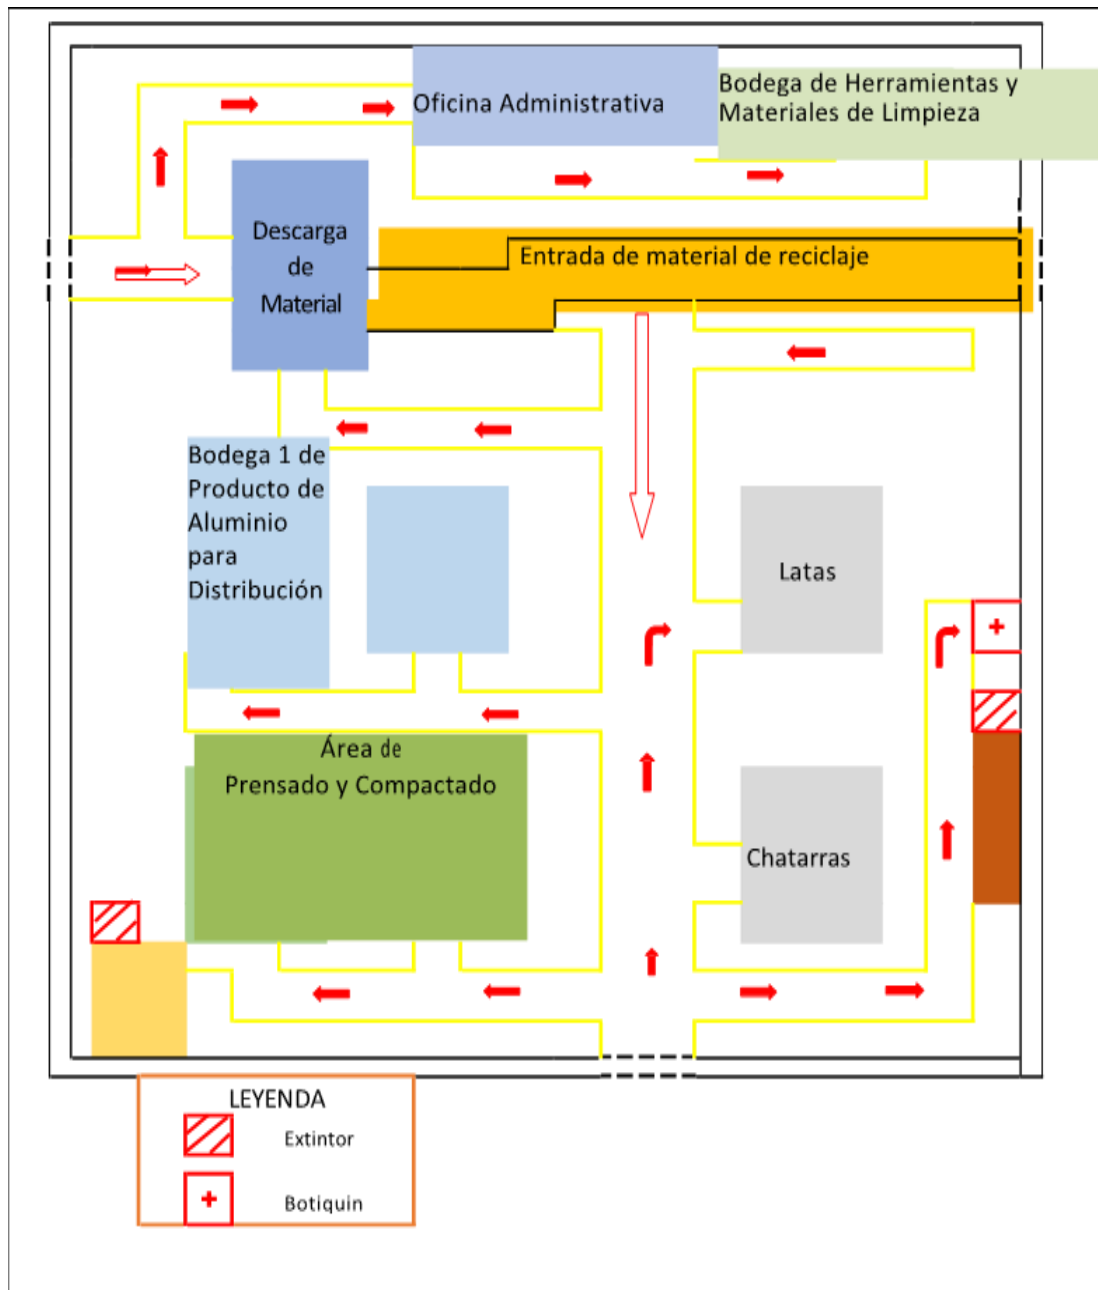 Oficina Administrativa
Bodega de Herramientas y
Materiales de Limpieza
Descarga
de
Material
Entrada de material de reciclaje
Bodega 1 de
Producto de
Aluminio
para
Distribución
Latas
Área de
Prensado y Compactado
Chatarras
LEYENDA
Extintor
Botiquin